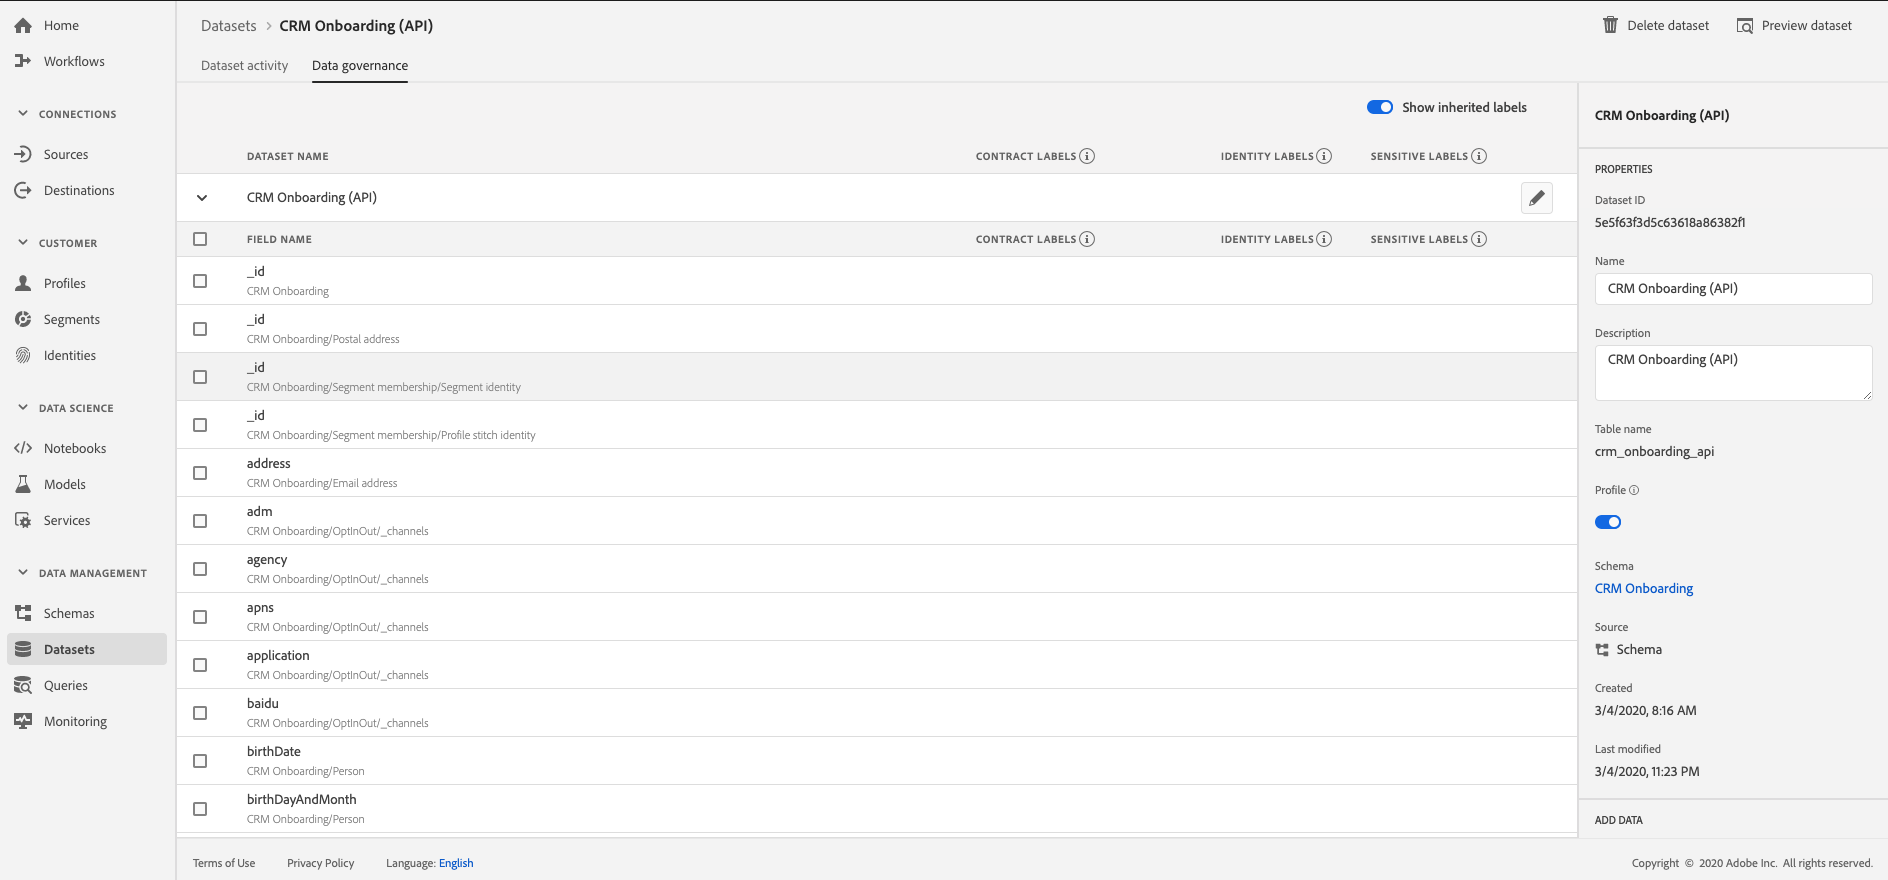 Home
Workflows
CONNECTIONS
Sources
Destinations
CUSTOMER
Profiles
Segments
Identities
DATA SCIENCE
Notebooks
Models
Services
DATA MANAGEMENT
Schemas
Datasets
Queries
Monitoring
Datasets > CRM Onboarding (API)
Delete dataset
Preview dataset
Dataset activity
Data governance
Show inherited labels
DATASET NAME CONTRACT LABELS IDENTITY LABELS SENSITIVE LABELS
CRM Onboarding (API)
FIELD NAME CONTRACT LABELS IDENTITY LABELS SENSITIVE LABELS
_id
CRM Onboarding
_id
CRM Onboarding/Postal address
_id
CRM Onboarding/Segment membership/Segment identity
_id
CRM Onboarding/Segment membership/Profile stitch identity
address
CRM Onboarding/Email address
adm
CRM Onboarding/OptInOut/_channels
agency
CRM Onboarding/OptInOut/_channels
apns
CRM Onboarding/OptInOut/_channels
application
CRM Onboarding/OptInOut/_channels
baidu
CRM Onboarding/OptInOut/_channels
birthDate
CRM Onboarding/Person
birthDayAndMonth
CRM Onboarding/Person
CRM Onboarding (API)
PROPERTIES
Dataset ID
5e5f63f3d5c63618a86382f1
Name
CRM Onboarding (API)
Description
CRM Onboarding (API)
Table name
crm_onboarding_api
Profile
Schema
CRM Onboarding
Source
Schema
Created
3/4/2020, 8:16 AM
Last modified
3/4/2020, 11:23 PM
ADD DATA
Terms of Use Privacy Policy Language: English
Copyright © 2020 Adobe Inc. All rights reserved.